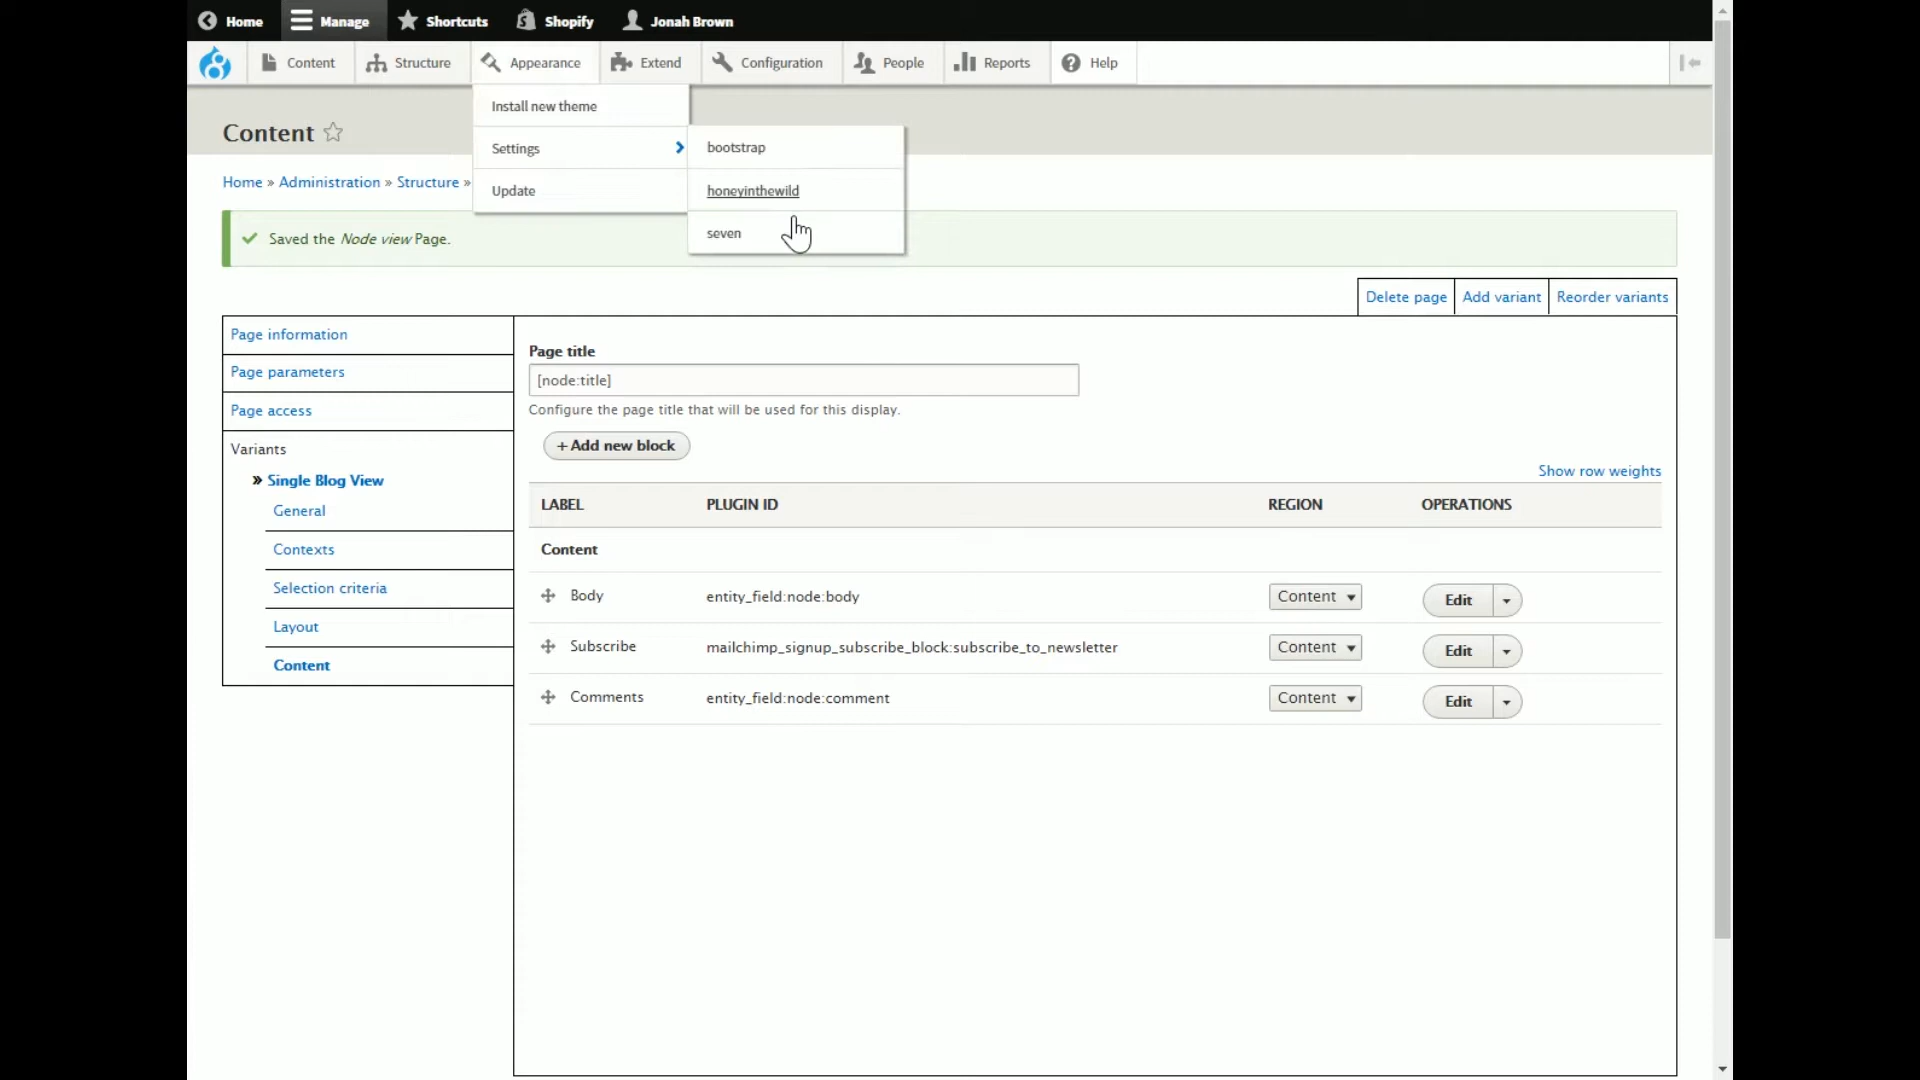 Home Manage Shortcuts Shopify Jonah Brown
Content Structure Appearance Extend Configuration People Reports Help
Install new theme
Settings
Update
bootstrap
honeyinthewild
seven
Content
Home » Administration » Structure »
Saved the Node view Page.
Delete page Add variant Reorder variants
Page information
Page parameters
Page access
Variants
» Single Blog View
General
Contexts
Selection criteria
Layout
Content
Page title
[node:title]
Configure the page title that will be used for this display.
+ Add new block
Show row weights
LABEL PLUGIN ID REGION OPERATIONS
Content
Body entity_field:node:body Content Edit
Subscribe mailchimp_signup_subscribe_block:subscribe_to_newsletter Content Edit
Comments entity_field:node:comment Content Edit